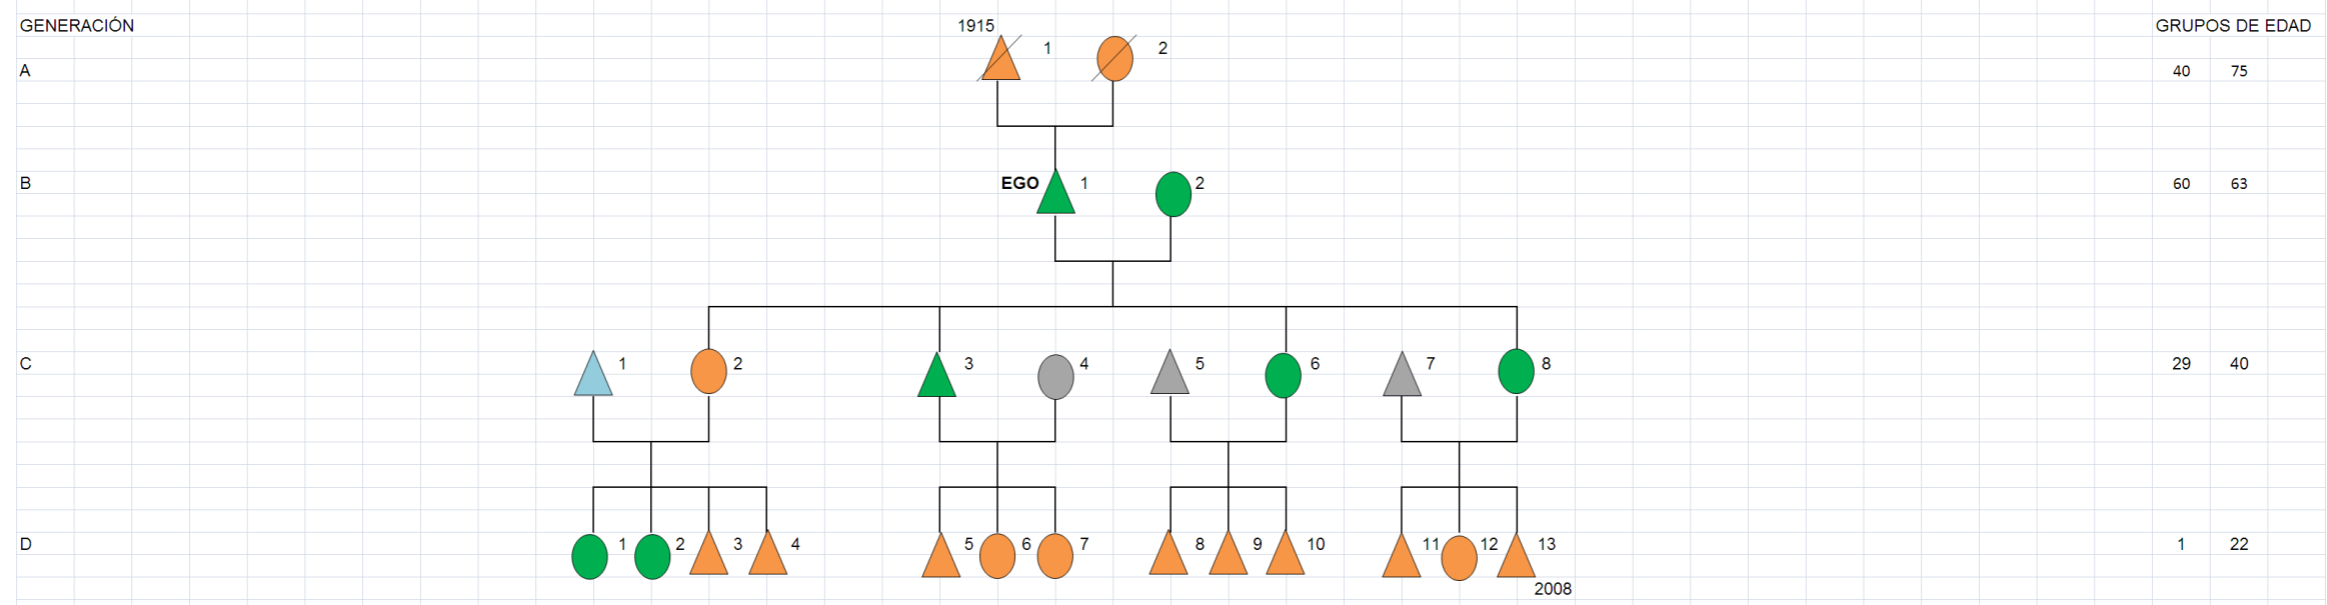 GENERACIÓN 1915 GRUPOS DE EDAD
1 2
A 40 75
B EGO 1 2 60 63
C 1 2 3 4 5 6 7 8 29 40
D 1 2 3 4 5 6 7 8 9 10 11 12 13 1 22
2008